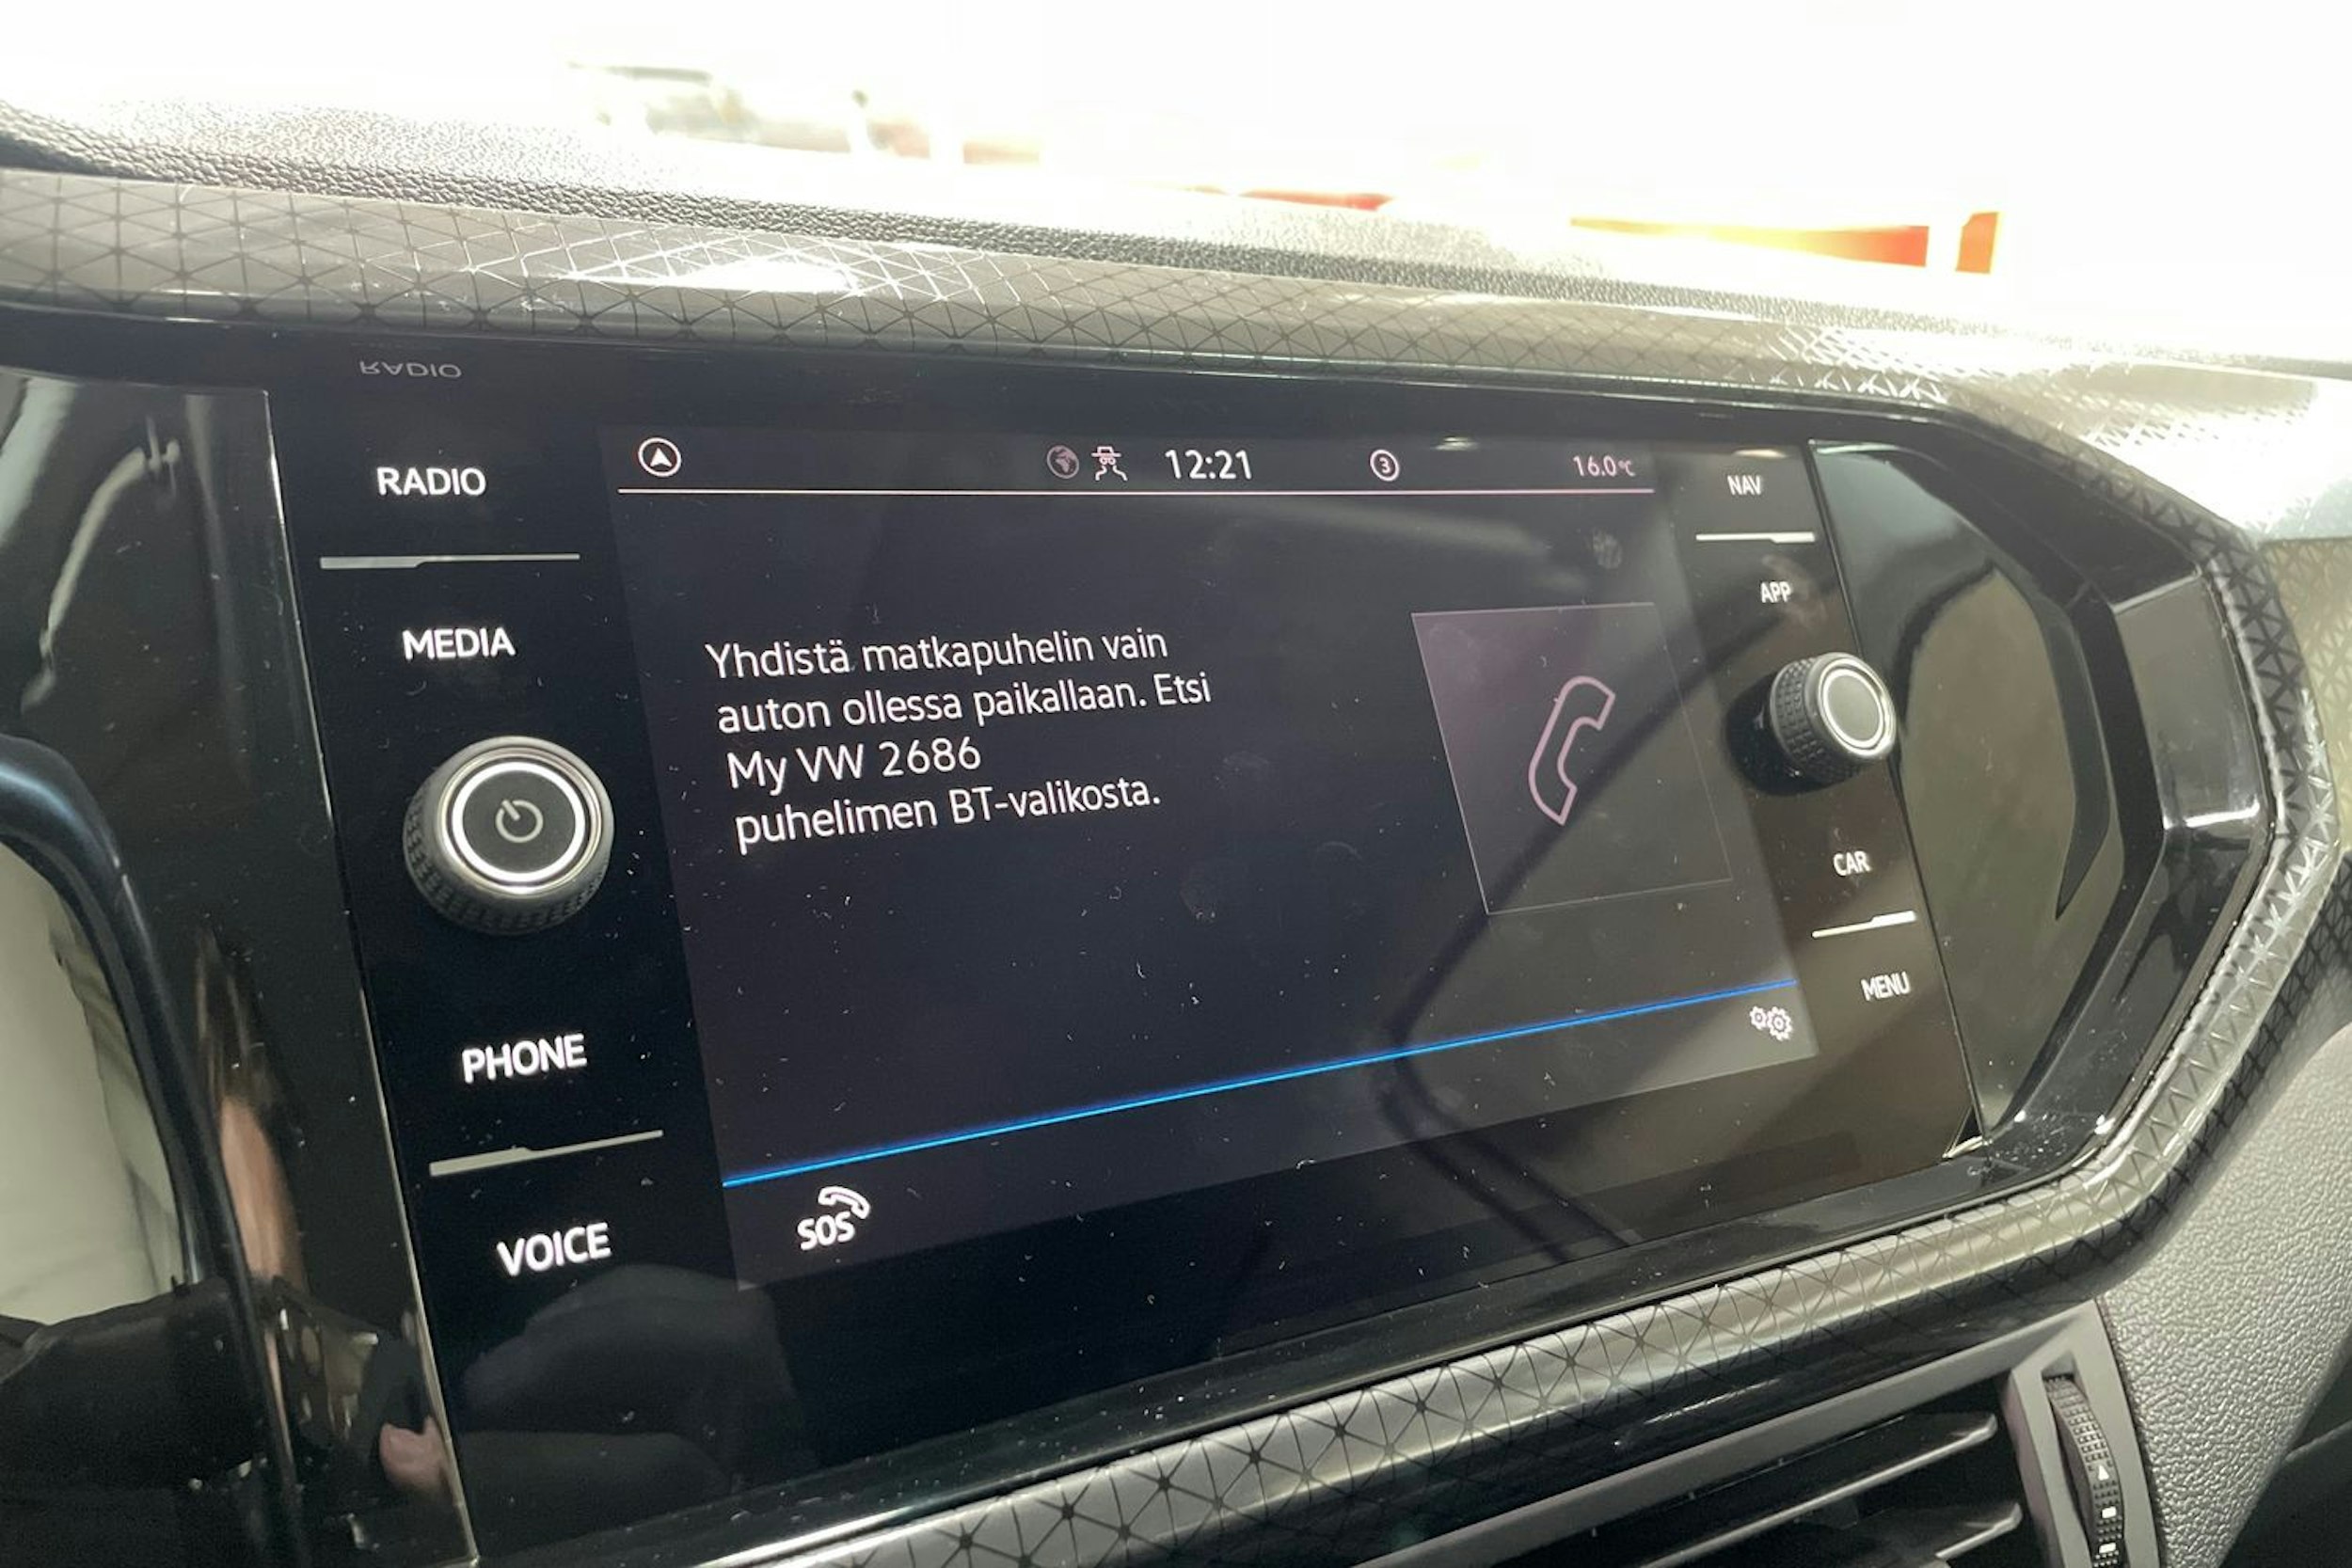 RADIO
MEDIA
PHONE
VOICE
12:21
3
16.0°C
Yhdistä matkapuhelin vain
auton ollessa paikallaan. Etsi
My VW 2686
puhelimen BT-valikosta.
SOS
NAV
APP
CAR
MENU